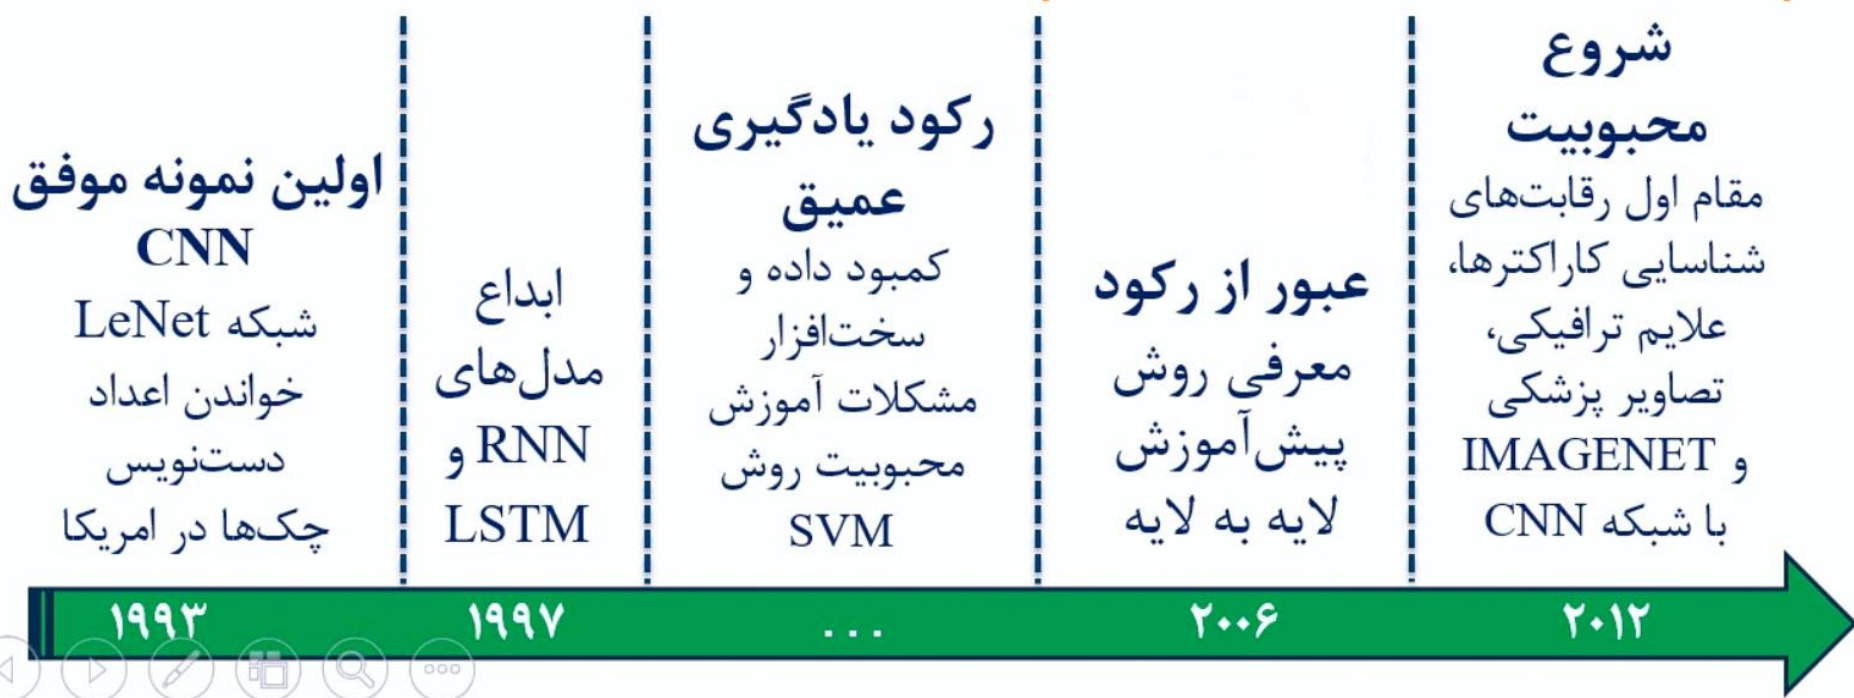 اولین نمونه موفق
CNN
شبکه LeNet
خواندن اعداد
دست‌نویس
چک‌ها در امریکا
۱۹۹۳
ابداع
مدل‌های
RNN و
LSTM
۱۹۹۷
رکود یادگیری
عمیق
کمبود داده و
سخت‌افزار
مشکلات آموزش
محبوبیت روش
SVM
...
عبور از رکود
معرفی روش
پیش‌آموزش
لایه به لایه
۲۰۰۶
شروع
محبوبیت
مقام اول رقابت‌های
شناسایی کاراکترها،
علایم ترافیکی،
تصاویر پزشکی
و IMAGENET
با شبکه CNN
۲۰۱۲